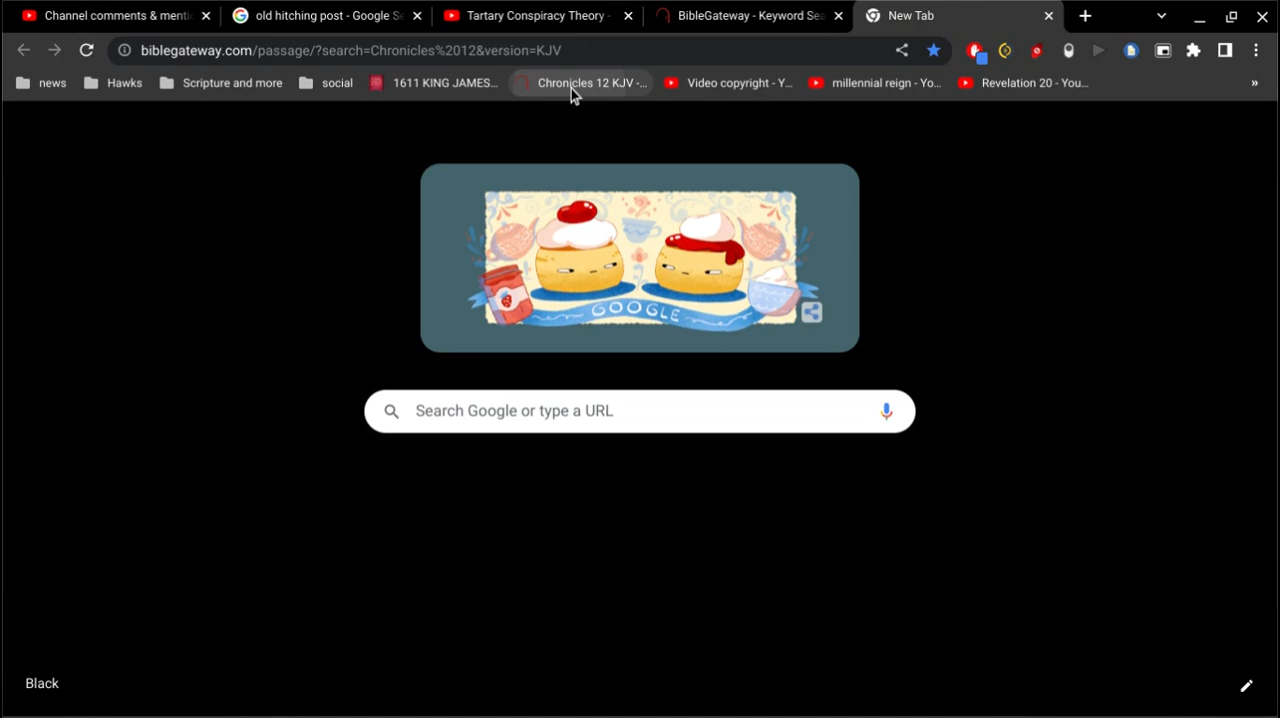 Channel comments & menti
old hitching post - Google Se
Tartary Conspiracy Theory -
BibleGateway - Keyword Sea
New Tab
biblegateway.com/passage/?search=Chronicles%2012&version=KJV
news
Hawks
Scripture and more
social
1611 KING JAMES...
Chronicles 12 KJV -...
Video copyright - Y...
millennial reign - Yo...
Revelation 20 - You...
GOOGLE
Search Google or type a URL
Black